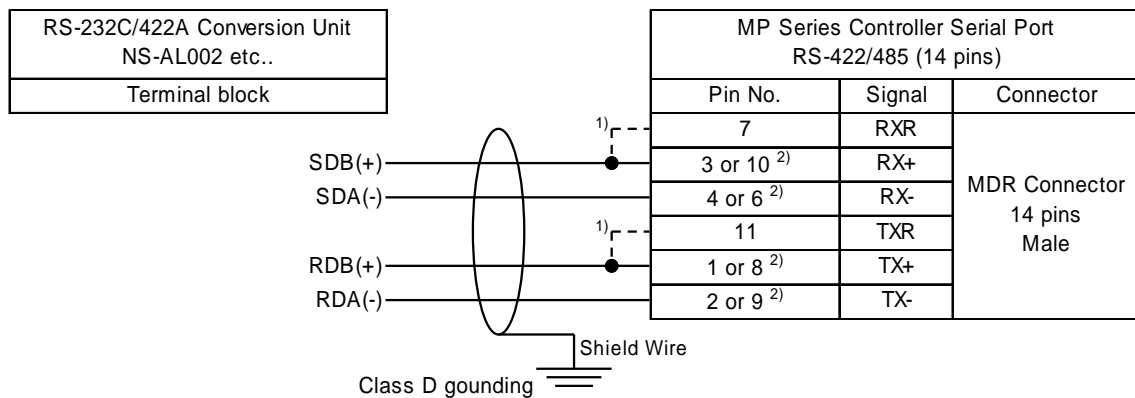 RS-232C/422A Conversion Unit
NS-AL002 etc..
Terminal block
MP Series Controller Serial Port
RS-422/485 (14 pins)
Pin No. Signal Connector
1) 7 RXR
SDB(+) 3 or 10 2) RX+
SDA(-) 4 or 6 2) RX-
MDR Connector
14 pins
Male
1) 11 TXR
RDB(+) 1 or 8 2) TX+
RDA(-) 2 or 9 2) TX-
Shield Wire
Class D gounding